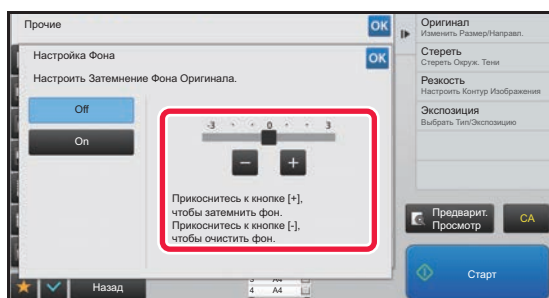 Прочие
OK
Настройка Фона
OK
Настроить Затемнение Фона Оригинала.
Off
On
-3
0
3
−
+
Прикоснитесь к кнопке [+],
чтобы затемнить фон.
Прикоснитесь к кнопке [-],
чтобы очистить фон.
Назад
A4
4 A4
Оригинал
Изменить Размер/Направл.
Стереть
Стереть Окруж. Тени
Резкость
Настроить Контур Изображения
Экспозиция
Выбрать Тип/Экспозицию
Предварит.
Просмотр
CA
Старт